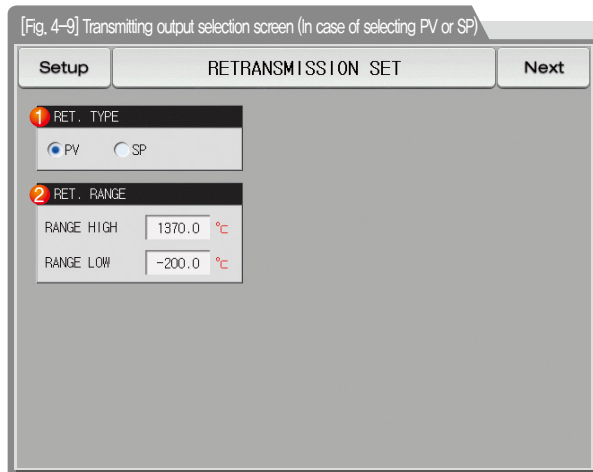 [Fig. 4-9] Transmitting output selection screen (In case of selecting PV or SP)
Setup RETRANSMISSION SET Next
1 RET. TYPE
PV SP
2 RET. RANGE
RANGE HIGH 1370.0 °C
RANGE LOW -200.0 °C